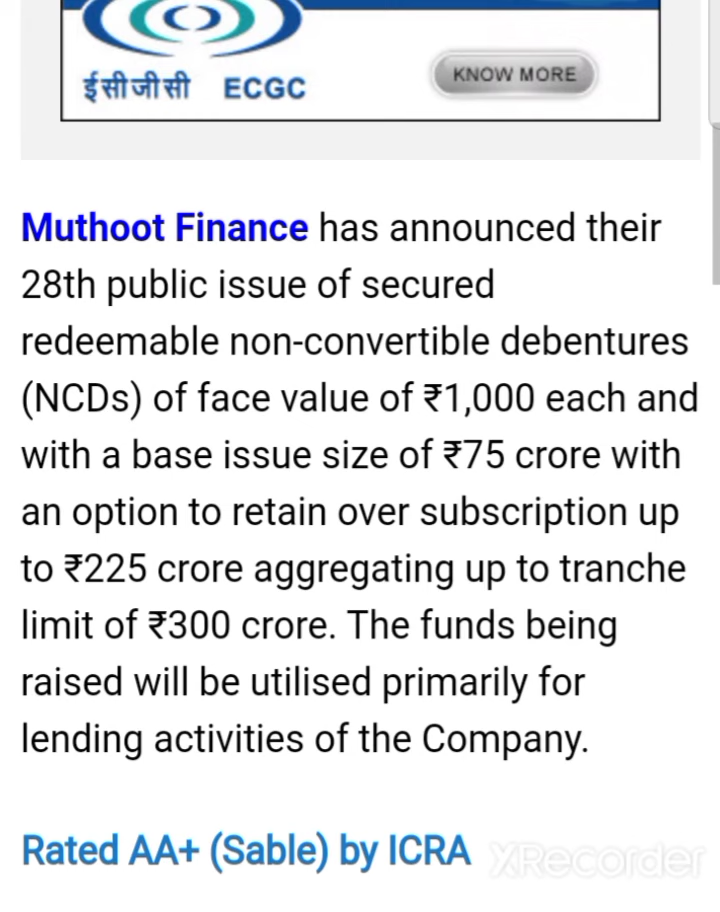 ईसीजीसी ECGC
KNOW MORE
Muthoot Finance has announced their
28th public issue of secured
redeemable non-convertible debentures
(NCDs) of face value of ₹1,000 each and
with a base issue size of ₹75 crore with
an option to retain over subscription up
to ₹225 crore aggregating up to tranche
limit of ₹300 crore. The funds being
raised will be utilised primarily for
lending activities of the Company.
Rated AA+ (Sable) by ICRA
XRecorder